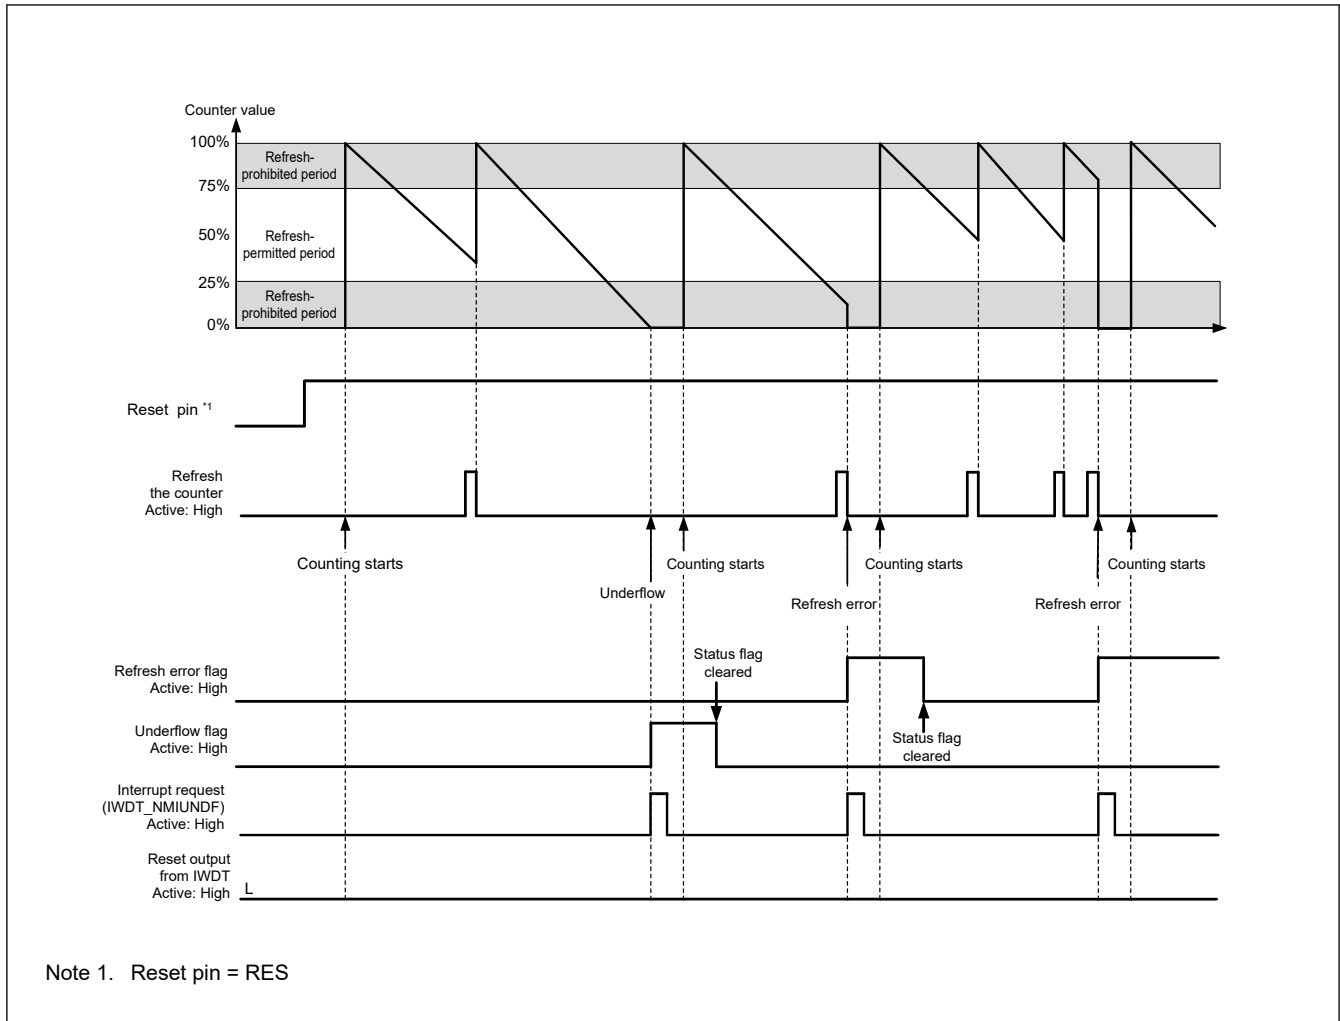 Counter value
100%
Refresh-
prohibited period
75%
50%
Refresh-
permitted period
25%
Refresh-
prohibited period
0%
Reset pin *1
Refresh
the counter
Active: High
Counting starts
Underflow
Counting starts
Refresh error
Counting starts
Refresh error
Counting starts
Refresh error flag
Active: High
Status flag
cleared
Underflow flag
Active: High
Status flag
cleared
Interrupt request
(IWDT_NMIUNDF)
Active: High
Reset output
from IWDT
Active: High
L
Note 1. Reset pin = RES